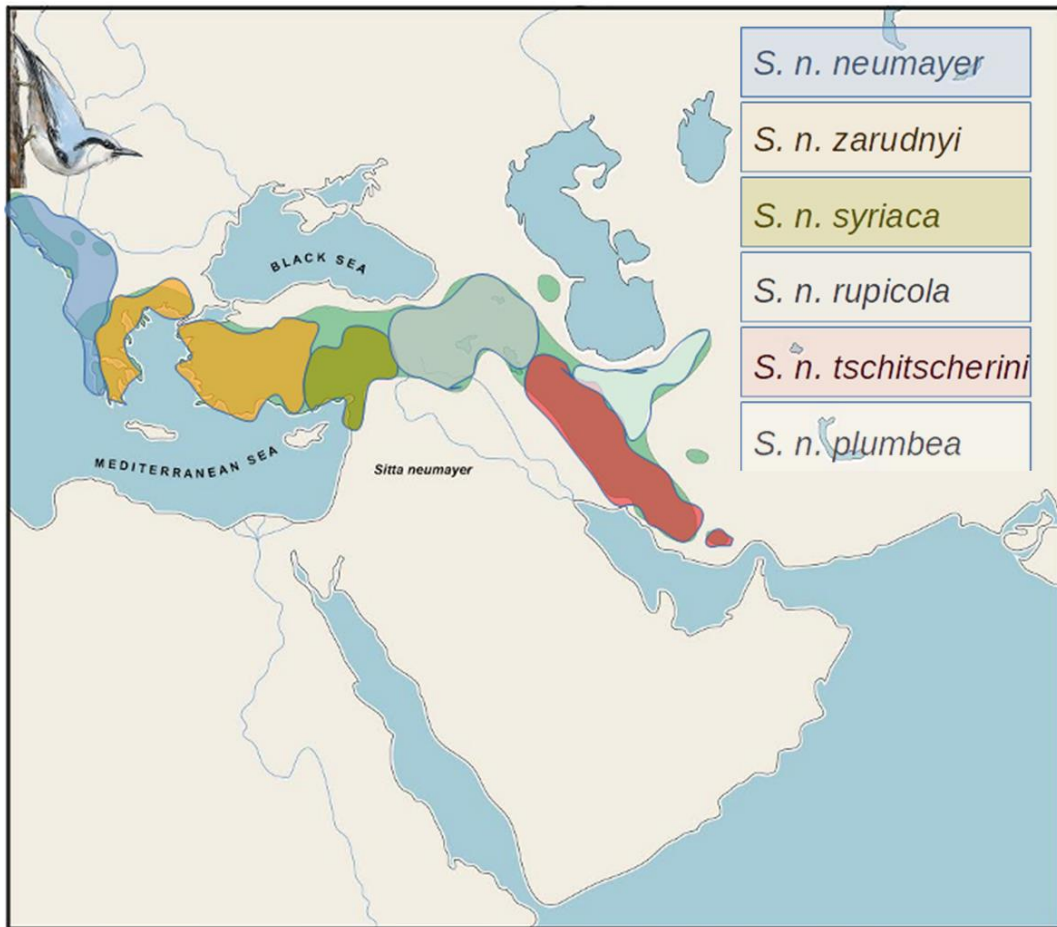 S. n. neumayer
S. n. zarudnyi
S. n. syriaca
S. n. rupicola
S. n. tschitscherini
S. n. plumbea
BLACK SEA
MEDITERRANEAN SEA
Sitta neumayer